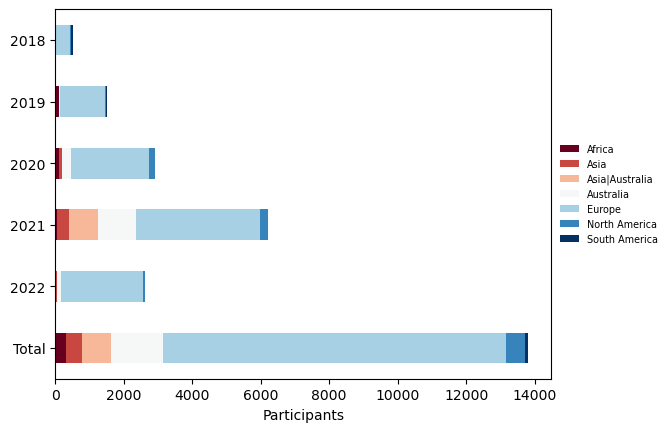 2018
2019
2020
2021
2022
Total
0 2000 4000 6000 8000 10000 12000 14000
Participants
Africa
Asia
Asia|Australia
Australia
Europe
North America
South America